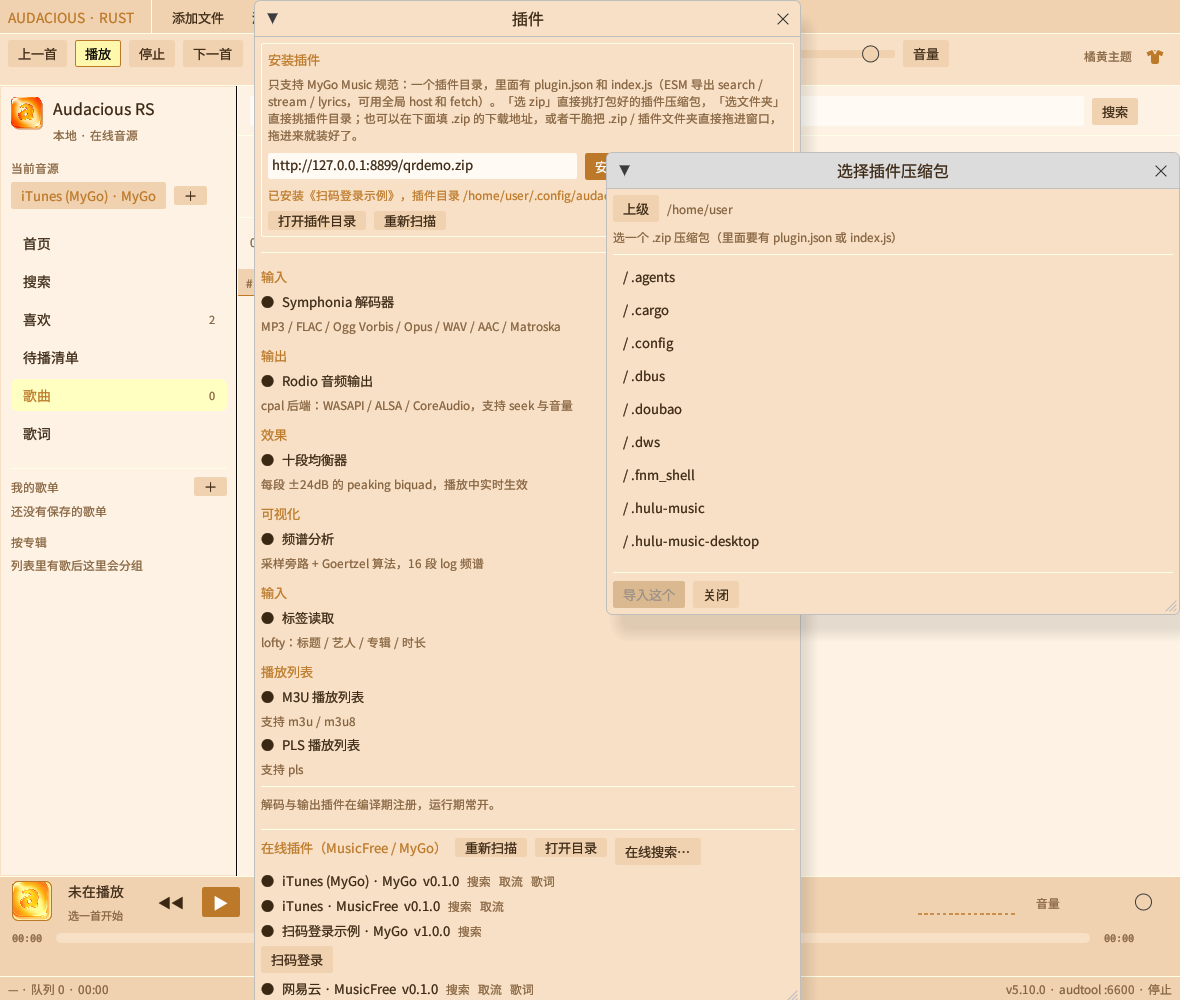 AUDACIOUS · RUST
添加文件
上一首 播放 停止 下一首
音量
橘黄主题
Audacious RS
本地 · 在线音源
当前音源
iTunes (MyGo) · MyGo
+
首页
搜索
喜欢 2
待播清单
歌曲 0
歌词
我的歌单
+
还没有保存的歌单
按专辑
列表里有歌后这里会分组
搜索
#
插件
安装插件
只支持 MyGo Music 规范：一个插件目录，里面有 plugin.json 和 index.js（ESM 导出 search /
stream / lyrics，可用全局 host 和 fetch）。「选 zip」直接挑打包好的插件压缩包，「选文件夹」
直接挑插件目录；也可以在下面填 .zip 的下载地址，或者干脆把 .zip / 插件文件夹直接拖进窗口，
拖进来就装好了。
http://127.0.0.1:8899/qrdemo.zip
已安装《扫码登录示例》，插件目录 /home/user/.config/audac
打开插件目录 重新扫描
输入
Symphonia 解码器
MP3 / FLAC / Ogg Vorbis / Opus / WAV / AAC / Matroska
输出
Rodio 音频输出
cpal 后端：WASAPI / ALSA / CoreAudio，支持 seek 与音量
效果
十段均衡器
每段 ±24dB 的 peaking biquad，播放中实时生效
可视化
频谱分析
采样旁路 + Goertzel 算法，16 段 log 频谱
输入
标签读取
lofty：标题 / 艺人 / 专辑 / 时长
播放列表
M3U 播放列表
支持 m3u / m3u8
PLS 播放列表
支持 pls
解码与输出插件在编译期注册，运行期常开。
在线插件（MusicFree / MyGo） 重新扫描 打开目录 在线搜索…
iTunes (MyGo) · MyGo v0.1.0 搜索 取流 歌词
iTunes · MusicFree v0.1.0 搜索 取流
扫码登录示例 · MyGo v1.0.0 搜索
扫码登录
网易云 · MusicFree v0.1.0 搜索 取流 歌词
选择插件压缩包
上级 /home/user
选一个 .zip 压缩包（里面要有 plugin.json 或 index.js）
/ .agents
/ .cargo
/ .config
/ .dbus
/ .doubao
/ .dws
/ .fnm_shell
/ .hulu-music
/ .hulu-music-desktop
导入这个 关闭
未在播放
选一首开始
音量
00:00
00:00
— · 队列 0 · 00:00
v5.10.0 · audtool :6600 · 停止